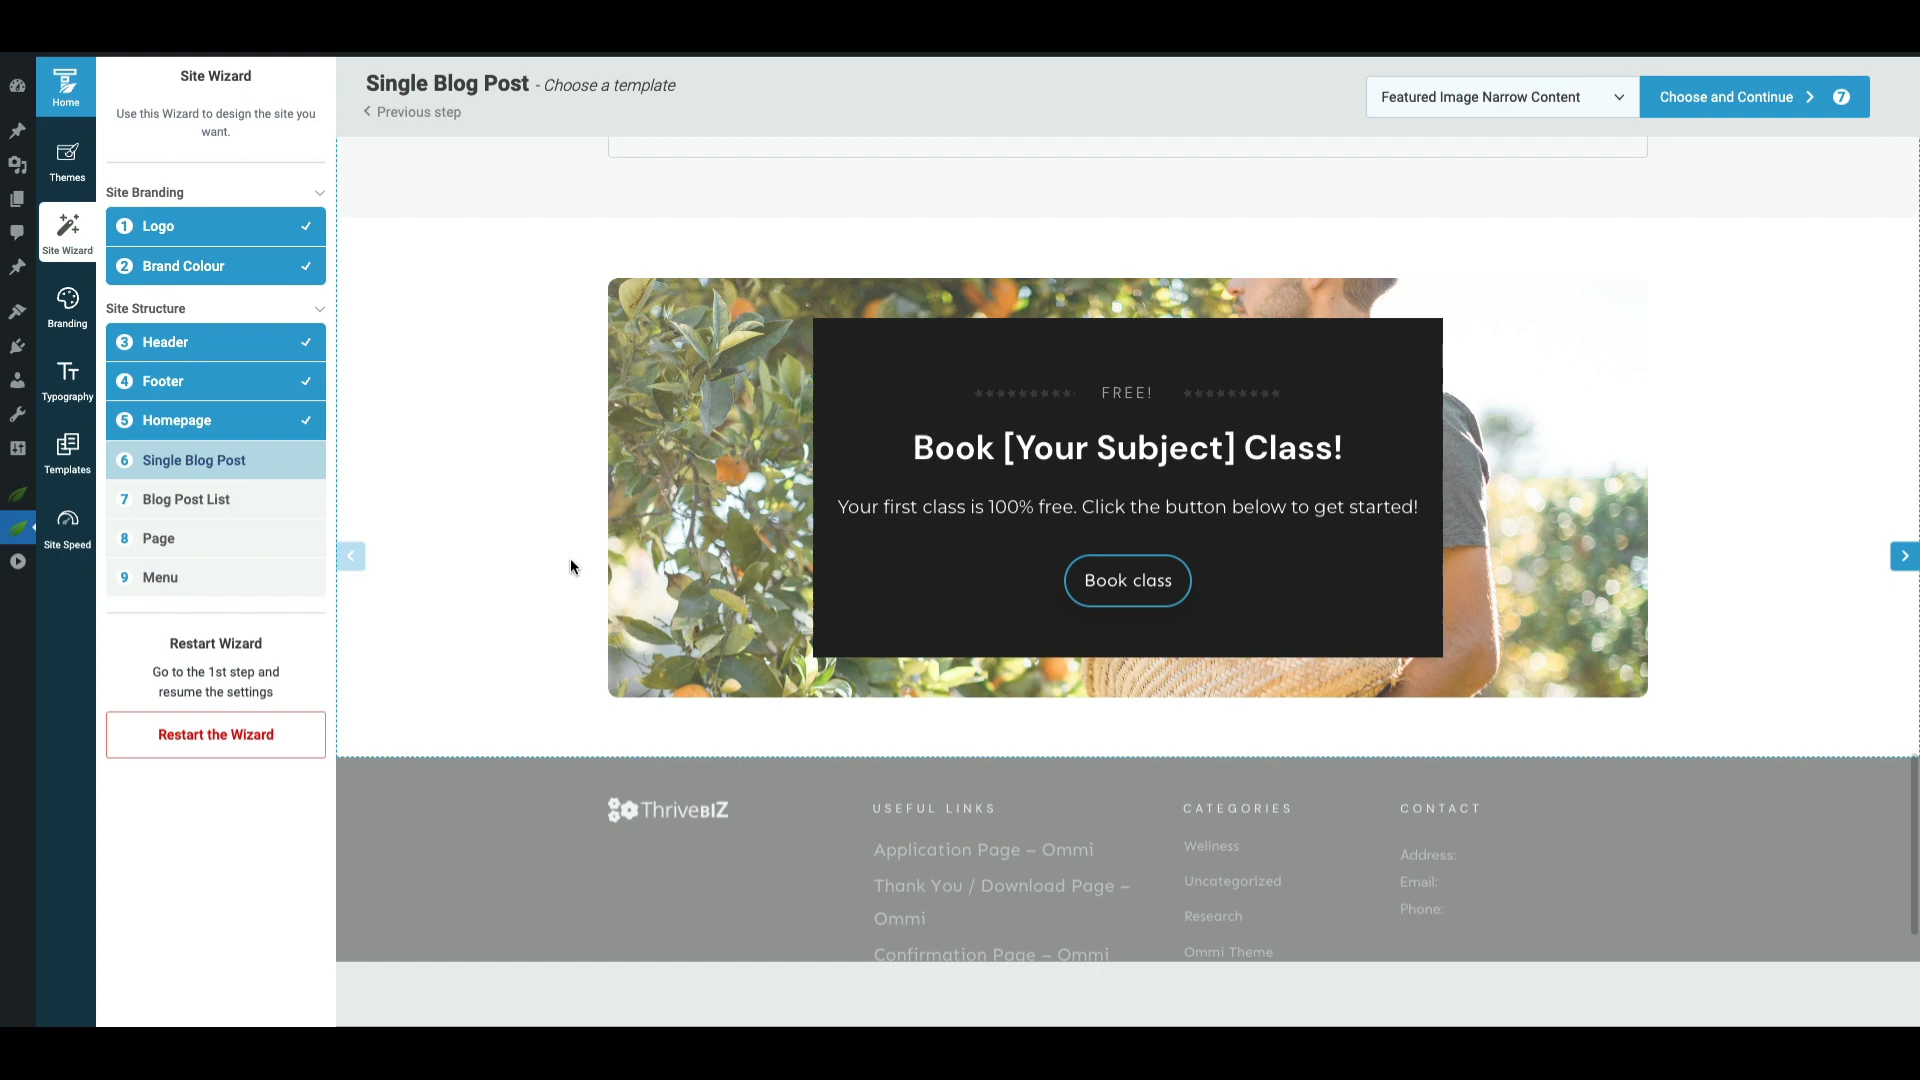 Home
Themes
Site Wizard
Branding
Typography
Templates
Site Speed
Site Wizard
Use this Wizard to design the site you
want.
Site Branding
1 Logo
2 Brand Colour
Site Structure
3 Header
4 Footer
5 Homepage
6 Single Blog Post
7 Blog Post List
8 Page
9 Menu
Restart Wizard
Go to the 1st step and
resume the settings
Restart the Wizard
Single Blog Post - Choose a template
Previous step
Featured Image Narrow Content
Choose and Continue 7
FREE!
Book [Your Subject] Class!
Your first class is 100% free. Click the button below to get started!
Book class
ThriveBIZ
USEFUL LINKS
Application Page – Ommi
Thank You / Download Page –
Ommi
Confirmation Page – Ommi
CATEGORIES
Wellness
Uncategorized
Research
Ommi Theme
CONTACT
Address:
Email:
Phone: